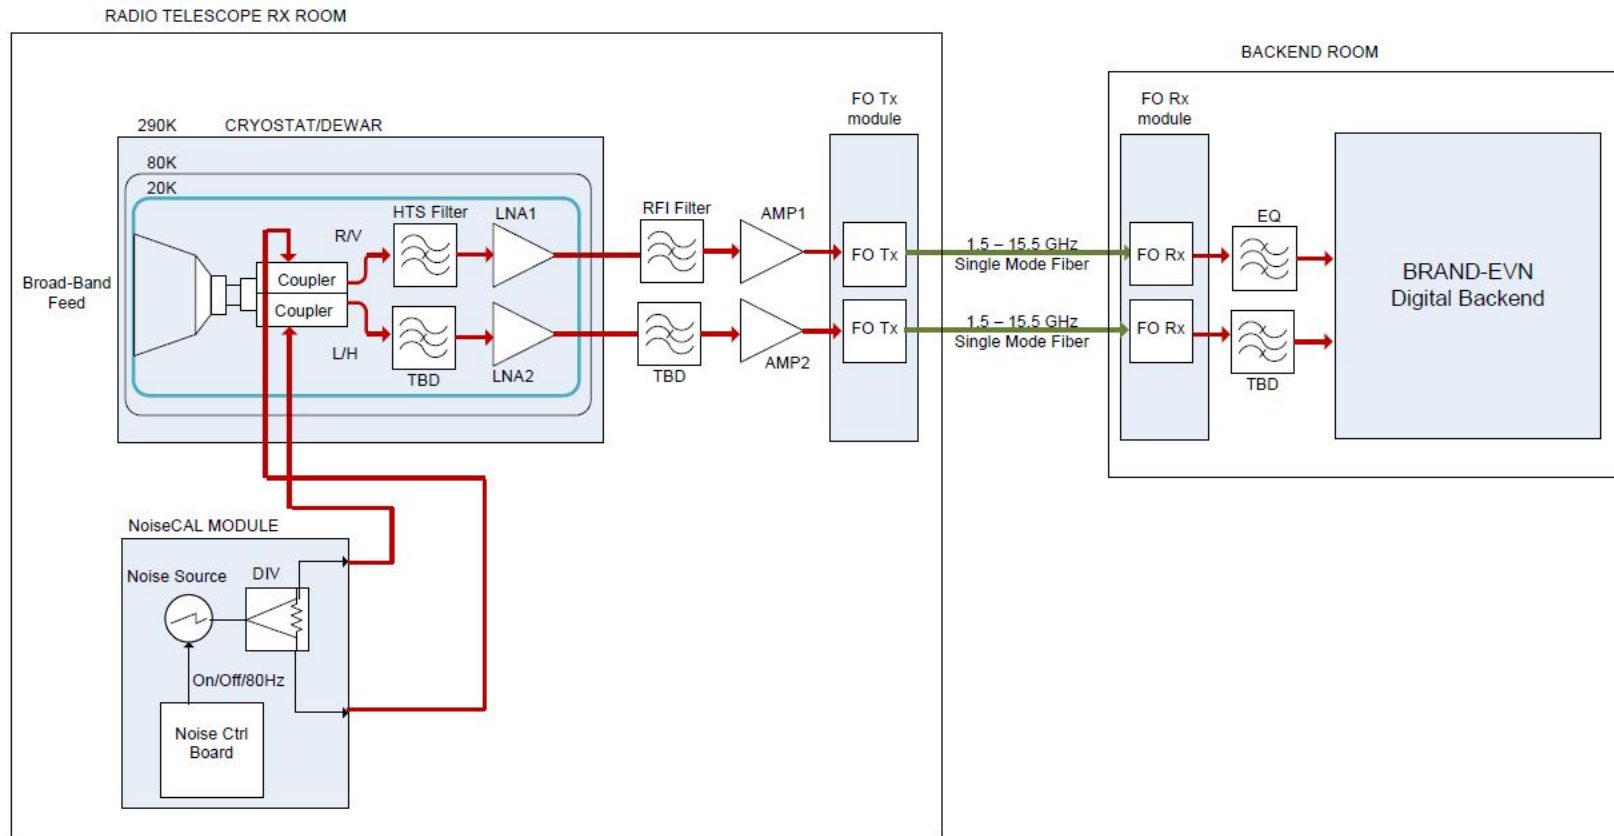 RADIO TELESCOPE RX ROOM
BACKEND ROOM
FO Tx
module
FO Rx
module
290K
CRYOSTAT/DEWAR
80K
20K
HTS Filter
LNA1
RFI Filter
AMP1
EQ
R/V
Broad-Band
Feed
Coupler
Coupler
L/H
TBD
LNA2
TBD
AMP2
FO Tx
FO Tx
1.5 – 15.5 GHz
Single Mode Fiber
1.5 – 15.5 GHz
Single Mode Fiber
FO Rx
FO Rx
TBD
BRAND-EVN
Digital Backend
NoiseCAL MODULE
Noise Source
DIV
On/Off/80Hz
Noise Ctrl
Board